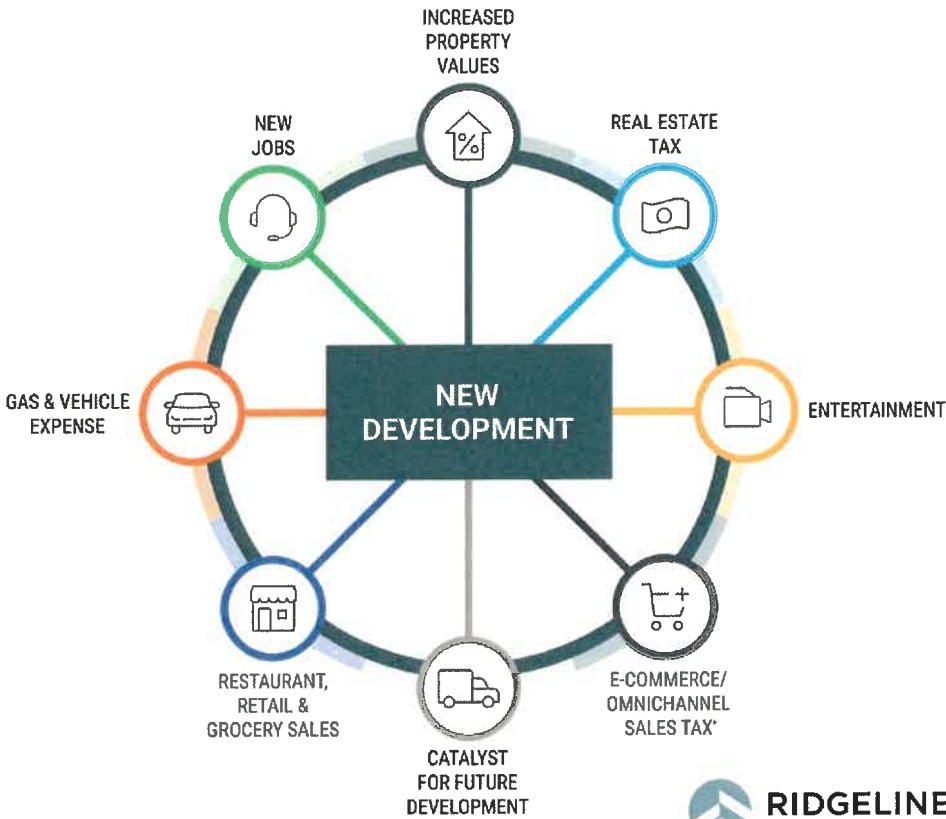 INCREASED
PROPERTY
VALUES
NEW
JOBS
REAL ESTATE
TAX
%
GAS & VEHICLE
EXPENSE
NEW
DEVELOPMENT
ENTERTAINMENT
RESTAURANT,
RETAIL &
GROCERY SALES
E-COMMERCE/
OMNICHANNEL
SALES TAX*
CATALYST
FOR FUTURE
DEVELOPMENT
RIDGELINE